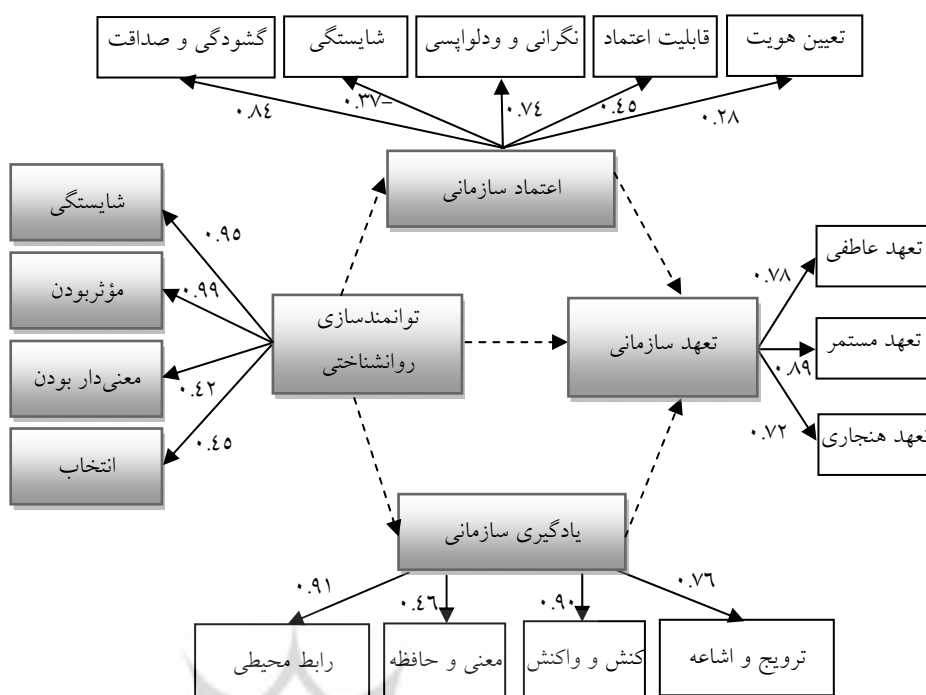 تعیین هویت
قابلیت اعتماد
نگرانی و ودلواپسی
شایستگی
گشودگی و صداقت
۰.۲۸
۰.٤٥
۰.۷٤
۰.۳۷-
۰.۸٤
اعتماد سازمانی
شایستگی
مؤثربودن
معنی‌دار بودن
انتخاب
۰.۹٥
۰.۹۹
۰.٤۲
۰.٤٥
توانمندسازی
روانشناختی
تعهد سازمانی
تعهد عاطفی
تعهد مستمر
تعهد هنجاری
۰.۷۸
۰.۸۹
۰.۷۲
یادگیری سازمانی
۰.۷٦
۰.۹۰
۰.٤٦
۰.۹۱
ترویج و اشاعه
کنش و واکنش
معنی و حافظه
رابط محیطی